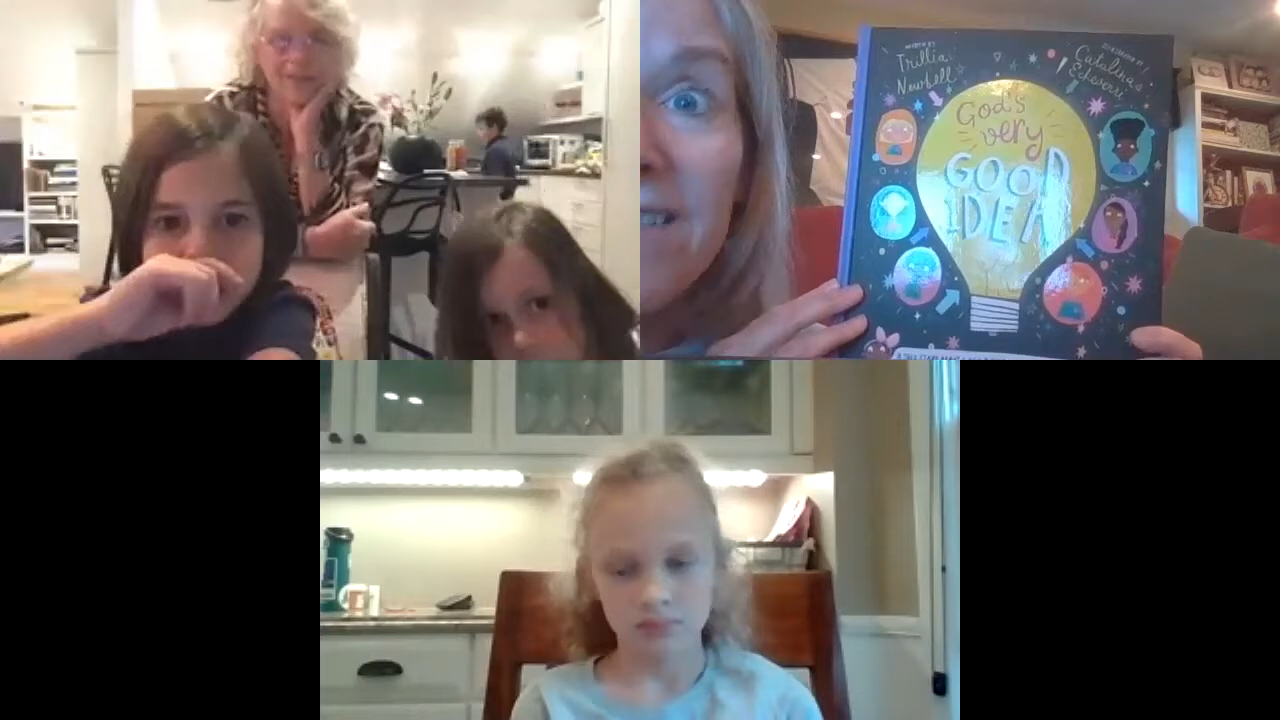 WRITTEN BY
Trillia
Newbell
ILLUSTRATED BY
Catalina
Echeverri
God's
very
GOOD
IDEA